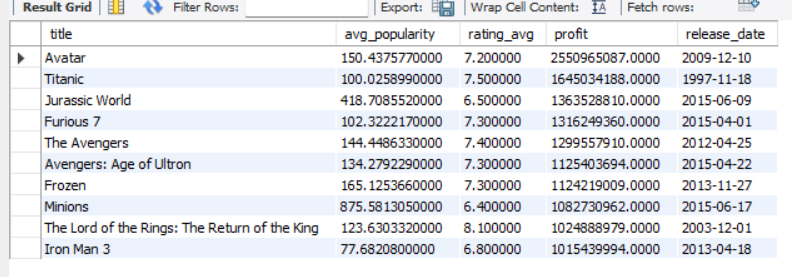 Result Grid Filter Rows: Export: Wrap Cell Content: Fetch rows:
title avg_popularity rating_avg profit release_date
Avatar 150.4375770000 7.200000 2550965087.0000 2009-12-10
Titanic 100.0258990000 7.500000 1645034188.0000 1997-11-18
Jurassic World 418.7085520000 6.500000 1363528810.0000 2015-06-09
Furious 7 102.3222170000 7.300000 1316249360.0000 2015-04-01
The Avengers 144.4486330000 7.400000 1299557910.0000 2012-04-25
Avengers: Age of Ultron 134.2792290000 7.300000 1125403694.0000 2015-04-22
Frozen 165.1253660000 7.300000 1124219009.0000 2013-11-27
Minions 875.5813050000 6.400000 1082730962.0000 2015-06-17
The Lord of the Rings: The Return of the King 123.6303320000 8.100000 1024888979.0000 2003-12-01
Iron Man 3 77.6820800000 6.800000 1015439994.0000 2013-04-18